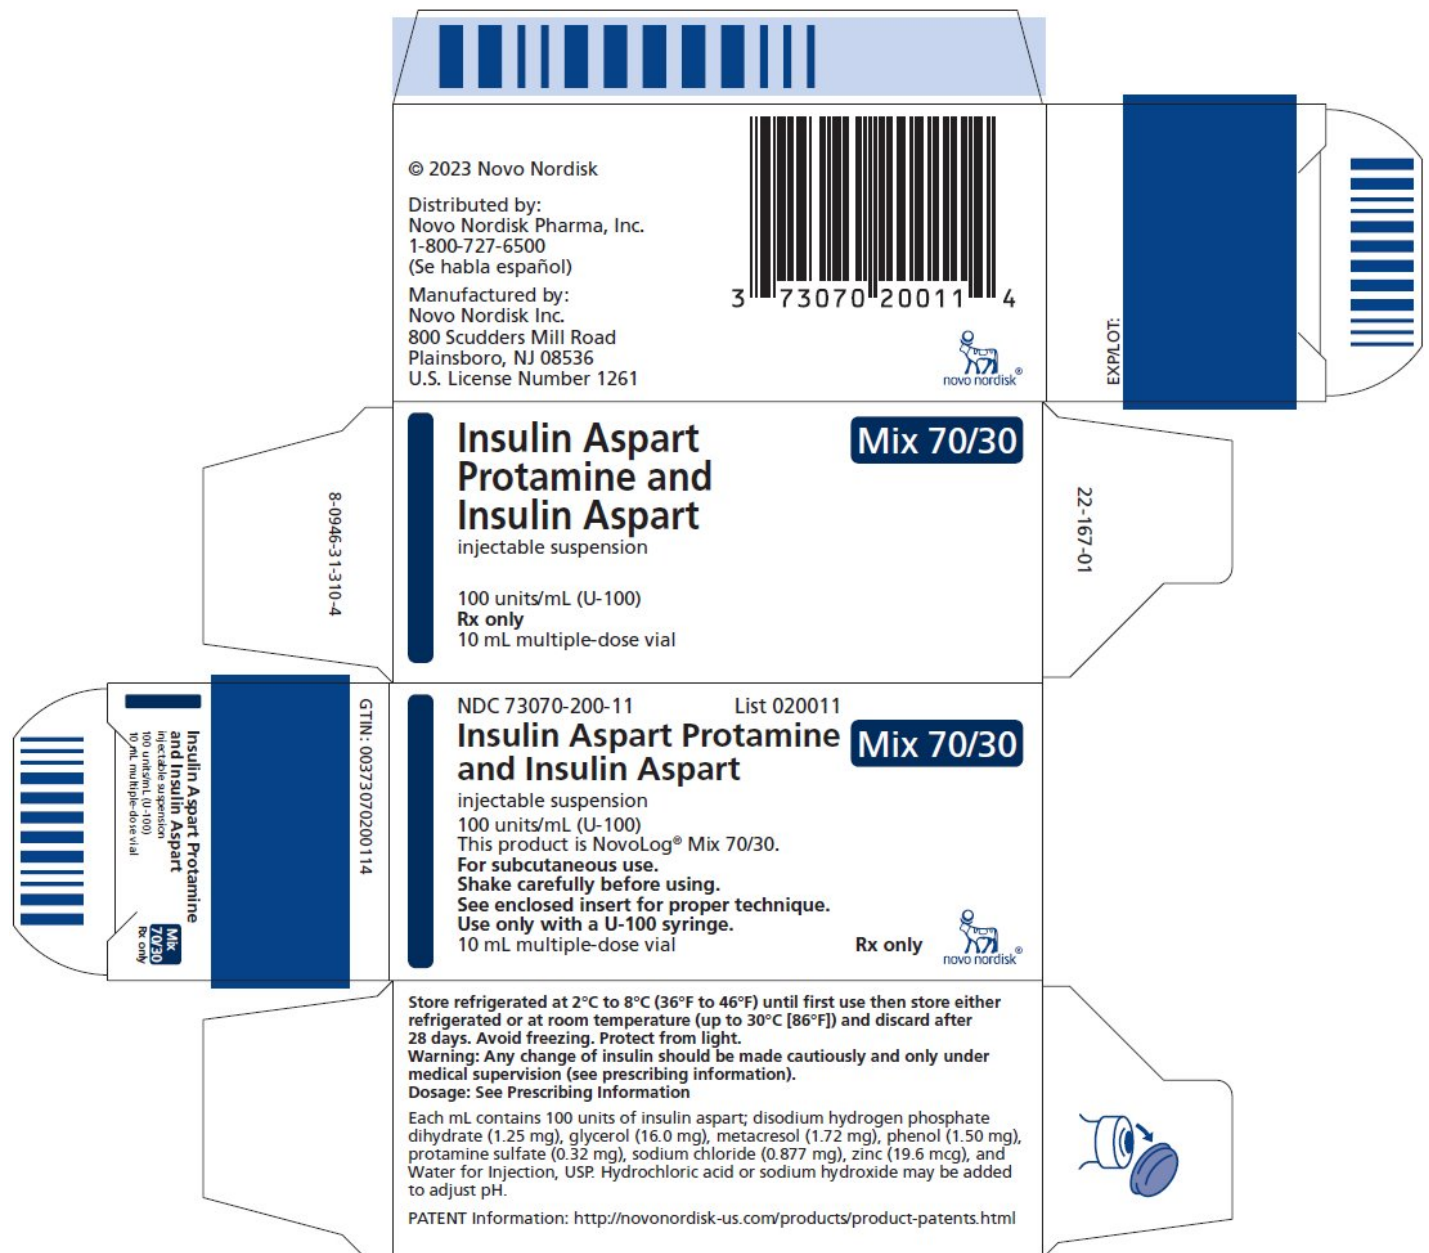 © 2023 Novo Nordisk
Distributed by:
Novo Nordisk Pharma, Inc.
1-800-727-6500
(Se habla español)
Manufactured by:
Novo Nordisk Inc.
800 Scudders Mill Road
Plainsboro, NJ 08536
U.S. License Number 1261
3 73070 20011 4
novo nordisk®
EXP/LOT:
8-0946-31-310-4
Insulin Aspart
Protamine and
Insulin Aspart
Mix 70/30
injectable suspension
100 units/mL (U-100)
Rx only
10 mL multiple-dose vial
22-167-01
Insulin Aspart Protamine
and Insulin Aspart
injectable suspension
100 units/mL (U-100)
10 mL multiple-dose vial
Mix
70/30
Rx only
GTIN: 00373070200114
NDC 73070-200-11 List 020011
Insulin Aspart Protamine
and Insulin Aspart
Mix 70/30
injectable suspension
100 units/mL (U-100)
This product is NovoLog® Mix 70/30.
For subcutaneous use.
Shake carefully before using.
See enclosed insert for proper technique.
Use only with a U-100 syringe.
10 mL multiple-dose vial Rx only
novo nordisk®
Store refrigerated at 2°C to 8°C (36°F to 46°F) until first use then store either
refrigerated or at room temperature (up to 30°C [86°F]) and discard after
28 days. Avoid freezing. Protect from light.
Warning: Any change of insulin should be made cautiously and only under
medical supervision (see prescribing information).
Dosage: See Prescribing Information
Each mL contains 100 units of insulin aspart; disodium hydrogen phosphate
dihydrate (1.25 mg), glycerol (16.0 mg), metacresol (1.72 mg), phenol (1.50 mg),
protamine sulfate (0.32 mg), sodium chloride (0.877 mg), zinc (19.6 mcg), and
Water for Injection, USP. Hydrochloric acid or sodium hydroxide may be added
to adjust pH.
PATENT Information: http://novonordisk-us.com/products/product-patents.html